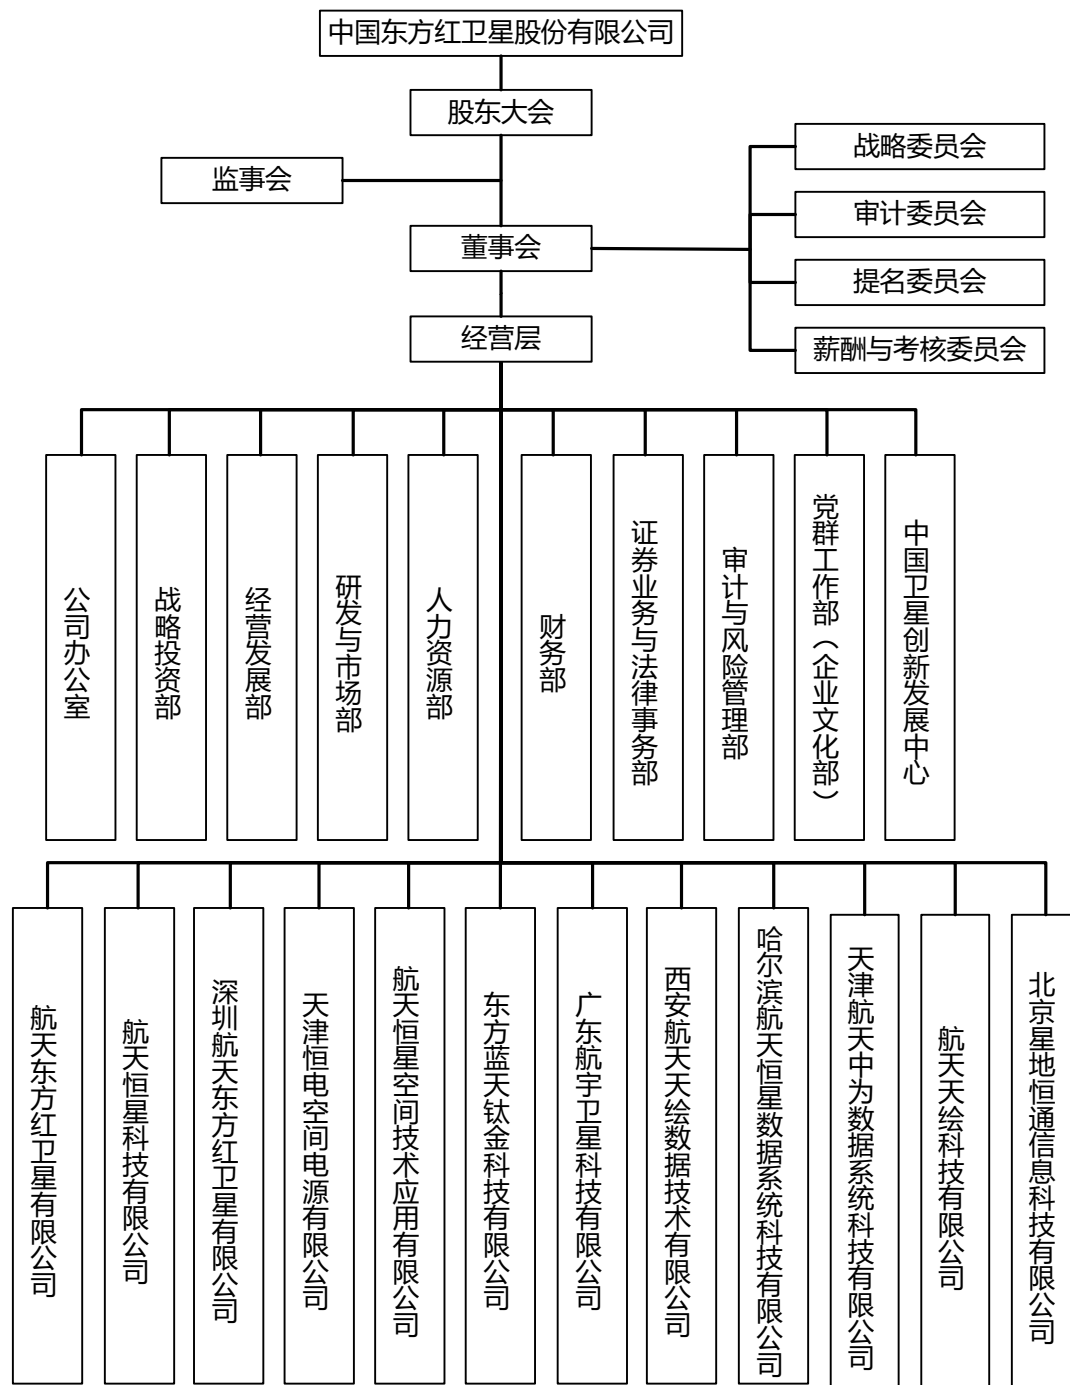 中国东方红卫星股份有限公司
股东大会
监事会
董事会
经营层
战略委员会
审计委员会
提名委员会
薪酬与考核委员会
公司办公室
战略投资部
经营发展部
研发与市场部
人力资源部
财务部
证券业务与法律事务部
审计与风险管理部
党群工作部（企业文化部）
中国卫星创新发展中心
航天东方红卫星有限公司
航天恒星科技有限公司
深圳航天东方红卫星有限公司
天津恒电空间电源有限公司
航天恒星空间技术应用有限公司
东方蓝天钛金科技有限公司
广东航宇卫星科技有限公司
西安航天天绘数据技术有限公司
哈尔滨航天恒星数据系统科技有限公司
天津航天中为数据系统科技有限公司
航天天绘科技有限公司
北京星地恒通信息科技有限公司